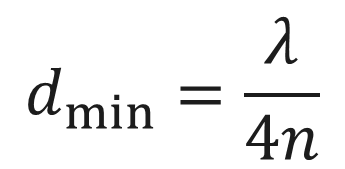 d_min = λ/4n